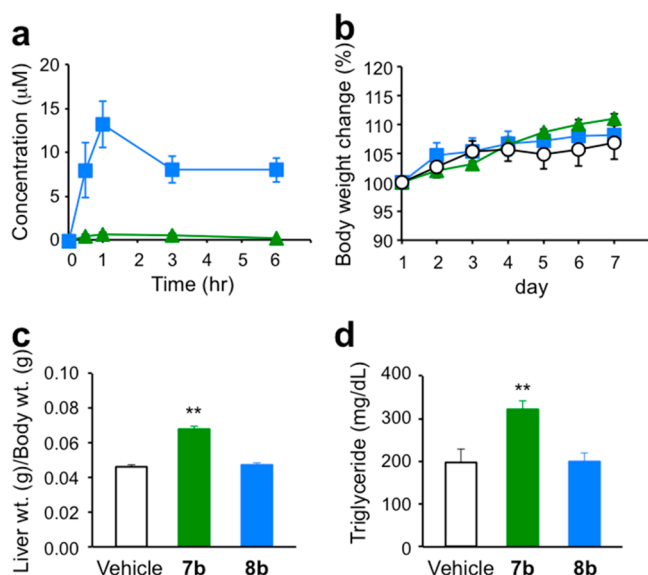 a
Concentration (μM)
20
15
10
5
0
0 1 2 3 4 5 6
Time (hr)
b
Body weight change (%)
120
115
110
105
100
95
90
1 2 3 4 5 6 7
day
c
Liver wt. (g)/Body wt. (g)
0.10
0.08
0.06
0.04
0.02
0.00
**
Vehicle 7b 8b
d
Triglyceride (mg/dL)
400
300
200
100
0
**
Vehicle 7b 8b